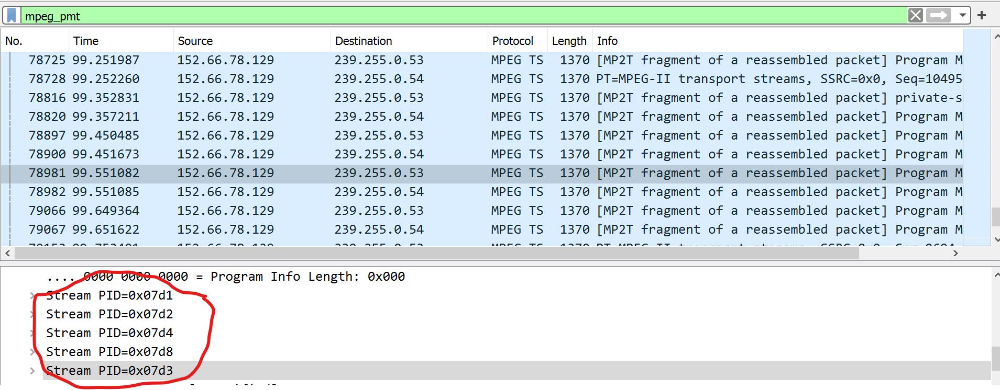 mpeg_pmt
No. Time Source Destination Protocol Length Info
78725 99.251987 152.66.78.129 239.255.0.53 MPEG TS 1370 [MP2T fragment of a reassembled packet] Program M
78728 99.252260 152.66.78.129 239.255.0.54 MPEG TS 1370 PT=MPEG-II transport streams, SSRC=0x0, Seq=10495
78816 99.352831 152.66.78.129 239.255.0.53 MPEG TS 1370 [MP2T fragment of a reassembled packet] private-s
78820 99.357211 152.66.78.129 239.255.0.54 MPEG TS 1370 [MP2T fragment of a reassembled packet] Program M
78897 99.450485 152.66.78.129 239.255.0.53 MPEG TS 1370 [MP2T fragment of a reassembled packet] Program M
78900 99.451673 152.66.78.129 239.255.0.54 MPEG TS 1370 [MP2T fragment of a reassembled packet] Program M
78981 99.551082 152.66.78.129 239.255.0.53 MPEG TS 1370 [MP2T fragment of a reassembled packet] Program M
78982 99.551085 152.66.78.129 239.255.0.54 MPEG TS 1370 [MP2T fragment of a reassembled packet] Program M
79066 99.649364 152.66.78.129 239.255.0.53 MPEG TS 1370 [MP2T fragment of a reassembled packet] Program M
79067 99.651622 152.66.78.129 239.255.0.54 MPEG TS 1370 [MP2T fragment of a reassembled packet] Program M
.... 0000 0000 0000 = Program Info Length: 0x000
Stream PID=0x07d1
Stream PID=0x07d2
Stream PID=0x07d4
Stream PID=0x07d8
Stream PID=0x07d3